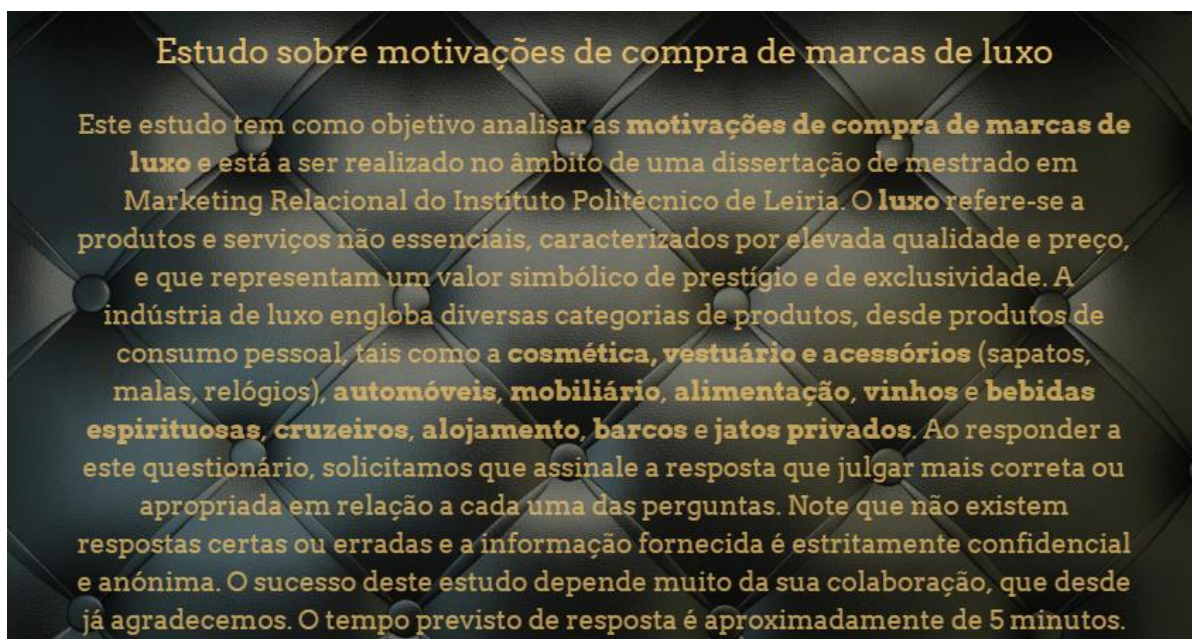 Estudo sobre motivações de compra de marcas de luxo
Este estudo tem como objetivo analisar as motivações de compra de marcas de
luxo e está a ser realizado no âmbito de uma dissertação de mestrado em
Marketing Relacional do Instituto Politécnico de Leiria. O luxo refere-se a
produtos e serviços não essenciais, caracterizados por elevada qualidade e preço,
e que representam um valor simbólico de prestígio e de exclusividade. A
indústria de luxo engloba diversas categorias de produtos, desde produtos de
consumo pessoal, tais como a cosmética, vestuário e acessórios (sapatos,
malas, relógios), automóveis, mobiliário, alimentação, vinhos e bebidas
espirituosas, cruzeiros, alojamento, barcos e jatos privados. Ao responder a
este questionário, solicitamos que assinale a resposta que julgar mais correta ou
apropriada em relação a cada uma das perguntas. Note que não existem
respostas certas ou erradas e a informação fornecida é estritamente confidencial
e anónima. O sucesso deste estudo depende muito da sua colaboração, que desde
já agradecemos. O tempo previsto de resposta é aproximadamente de 5 minutos.